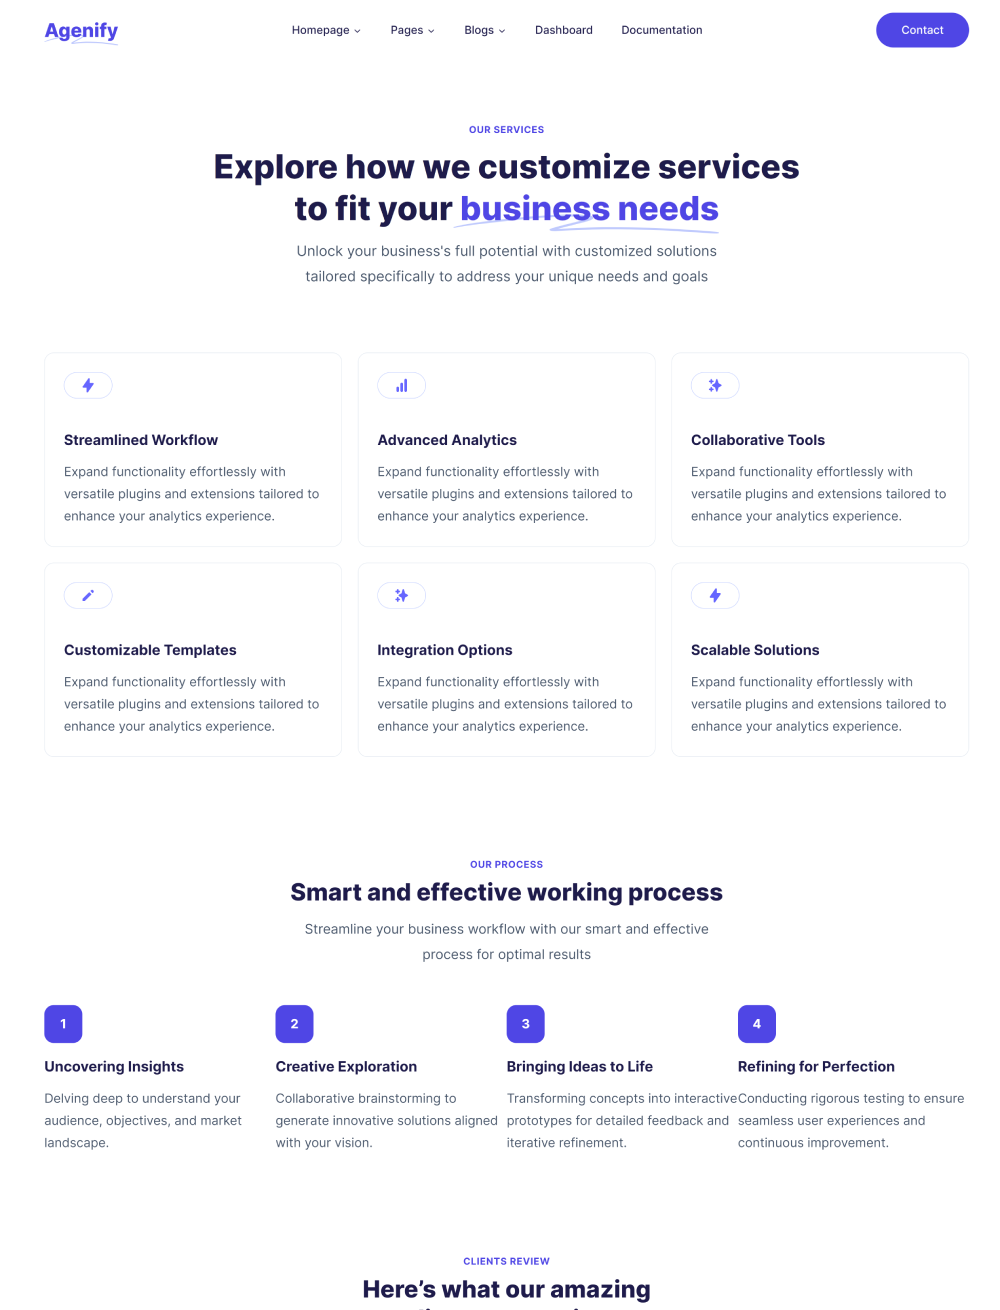 Agenify
Homepage
Pages
Blogs
Dashboard
Documentation
Contact
OUR SERVICES
Explore how we customize services
to fit your business needs
Unlock your business's full potential with customized solutions
tailored specifically to address your unique needs and goals
Streamlined Workflow
Expand functionality effortlessly with
versatile plugins and extensions tailored to
enhance your analytics experience.
Advanced Analytics
Expand functionality effortlessly with
versatile plugins and extensions tailored to
enhance your analytics experience.
Collaborative Tools
Expand functionality effortlessly with
versatile plugins and extensions tailored to
enhance your analytics experience.
Customizable Templates
Expand functionality effortlessly with
versatile plugins and extensions tailored to
enhance your analytics experience.
Integration Options
Expand functionality effortlessly with
versatile plugins and extensions tailored to
enhance your analytics experience.
Scalable Solutions
Expand functionality effortlessly with
versatile plugins and extensions tailored to
enhance your analytics experience.
OUR PROCESS
Smart and effective working process
Streamline your business workflow with our smart and effective
process for optimal results
1
Uncovering Insights
Delving deep to understand your
audience, objectives, and market
landscape.
2
Creative Exploration
Collaborative brainstorming to
generate innovative solutions aligned
with your vision.
3
Bringing Ideas to Life
Transforming concepts into interactive
prototypes for detailed feedback and
iterative refinement.
4
Refining for Perfection
Conducting rigorous testing to ensure
seamless user experiences and
continuous improvement.
CLIENTS REVIEW
Here’s what our amazing